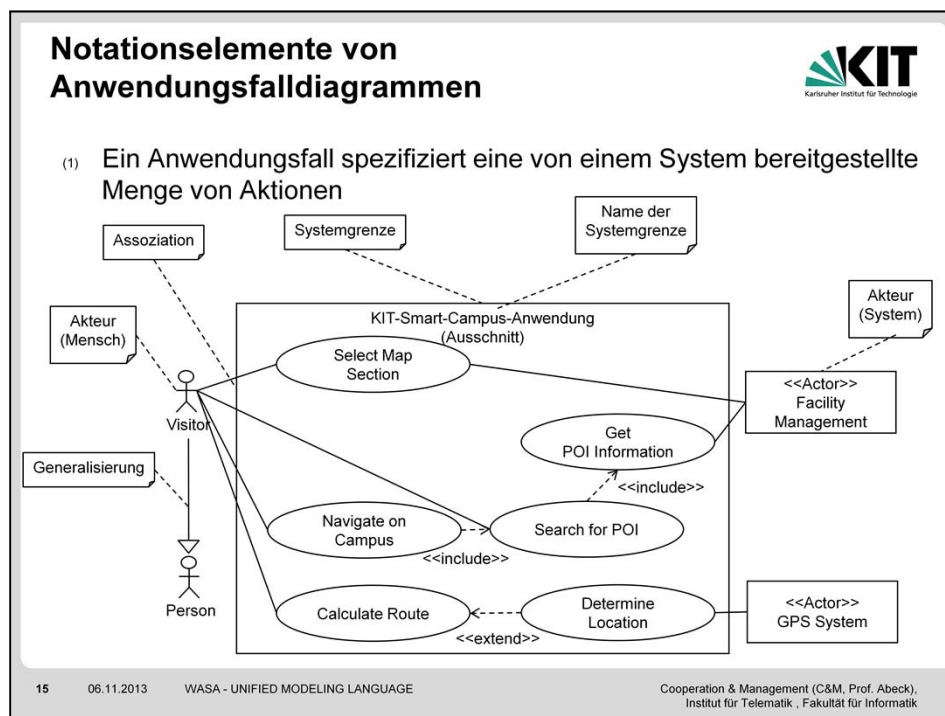 Notationselemente von
Anwendungsfalldiagrammen
KIT
Karlsruher Institut für Technologie
(1) Ein Anwendungsfall spezifiziert eine von einem System bereitgestellte
Menge von Aktionen
Assoziation
Systemgrenze
Name der
Systemgrenze
Akteur
(Mensch)
Akteur
(System)
KIT-Smart-Campus-Anwendung
(Ausschnitt)
Select Map
Section
<<Actor>>
Facility
Management
Visitor
Get
POI Information
Generalisierung
<<include>>
Navigate on
Campus
Search for POI
<<include>>
Person
Calculate Route
Determine
Location
<<extend>>
<<Actor>>
GPS System
15 06.11.2013 WASA - UNIFIED MODELING LANGUAGE
Cooperation & Management (C&M, Prof. Abeck),
Institut für Telematik , Fakultät für Informatik